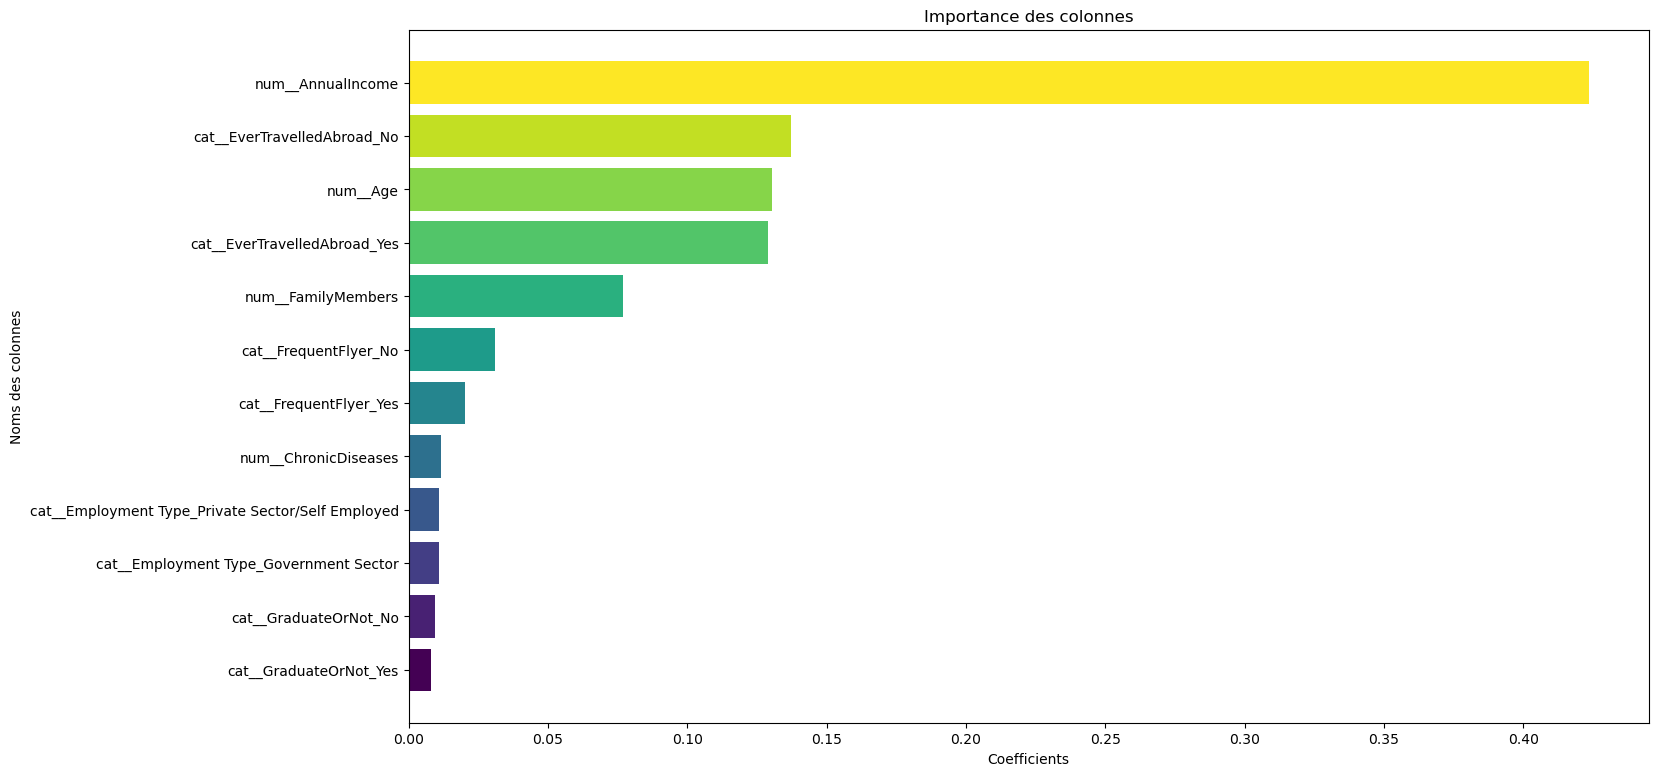 Importance des colonnes
Noms des colonnes
num__AnnualIncome
cat__EverTravelledAbroad_No
num__Age
cat__EverTravelledAbroad_Yes
num__FamilyMembers
cat__FrequentFlyer_No
cat__FrequentFlyer_Yes
num__ChronicDiseases
cat__Employment Type_Private Sector/Self Employed
cat__Employment Type_Government Sector
cat__GraduateOrNot_No
cat__GraduateOrNot_Yes
0.00 0.05 0.10 0.15 0.20 0.25 0.30 0.35 0.40
Coefficients